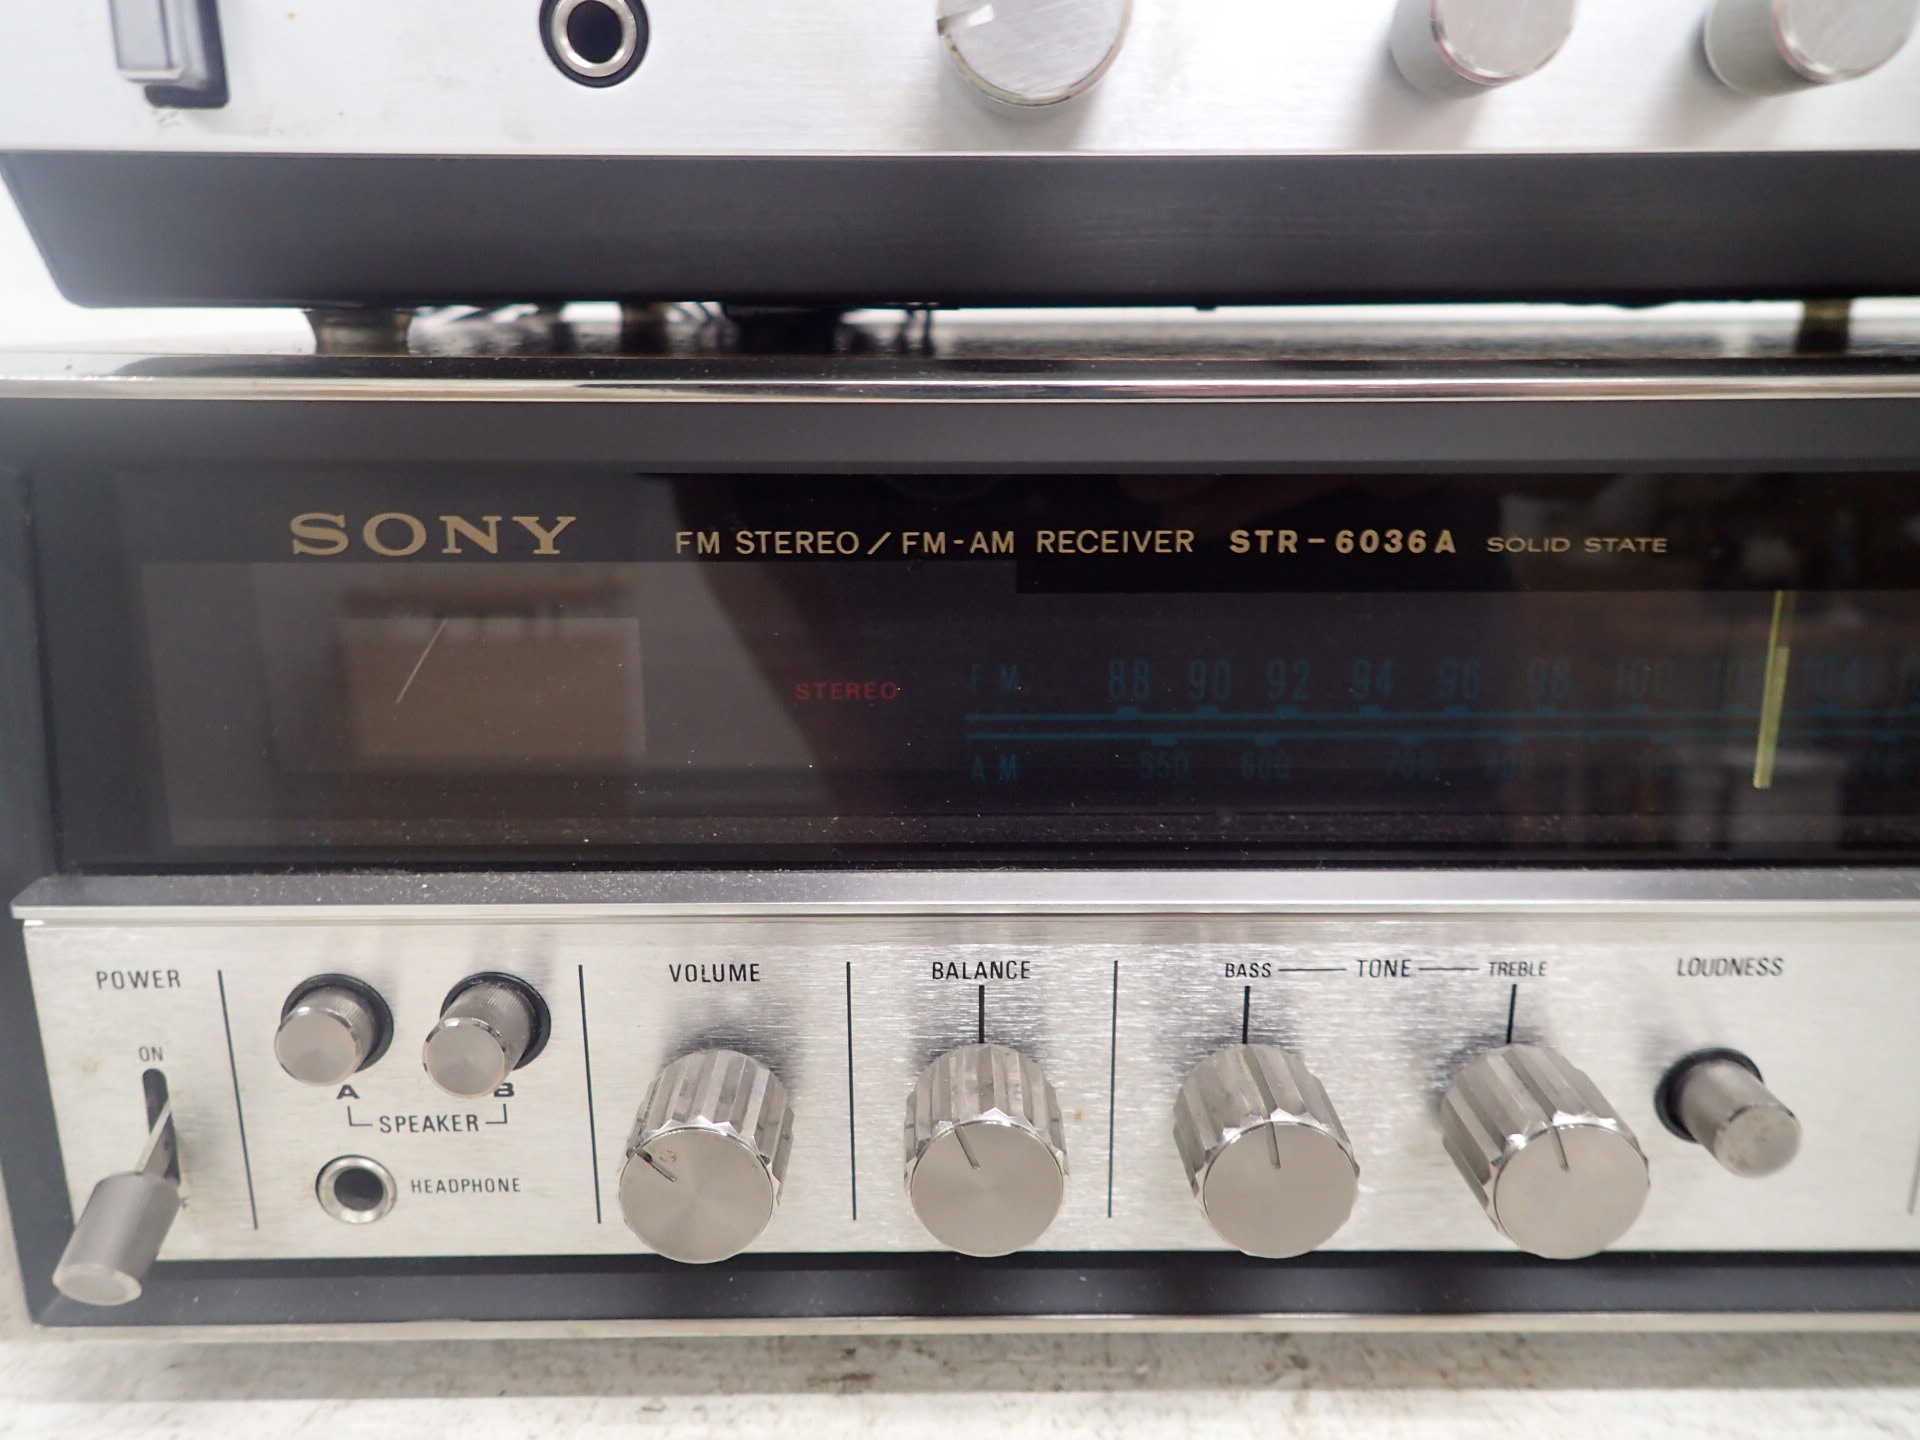 SONY FM STEREO / FM-AM RECEIVER STR-6036A SOLID STATE
STEREO
FM 88 90 92 94 96 98 100 104
AM 550 600 700
POWER
ON
A B
SPEAKER
HEADPHONE
VOLUME
BALANCE
BASS TONE TREBLE
LOUDNESS